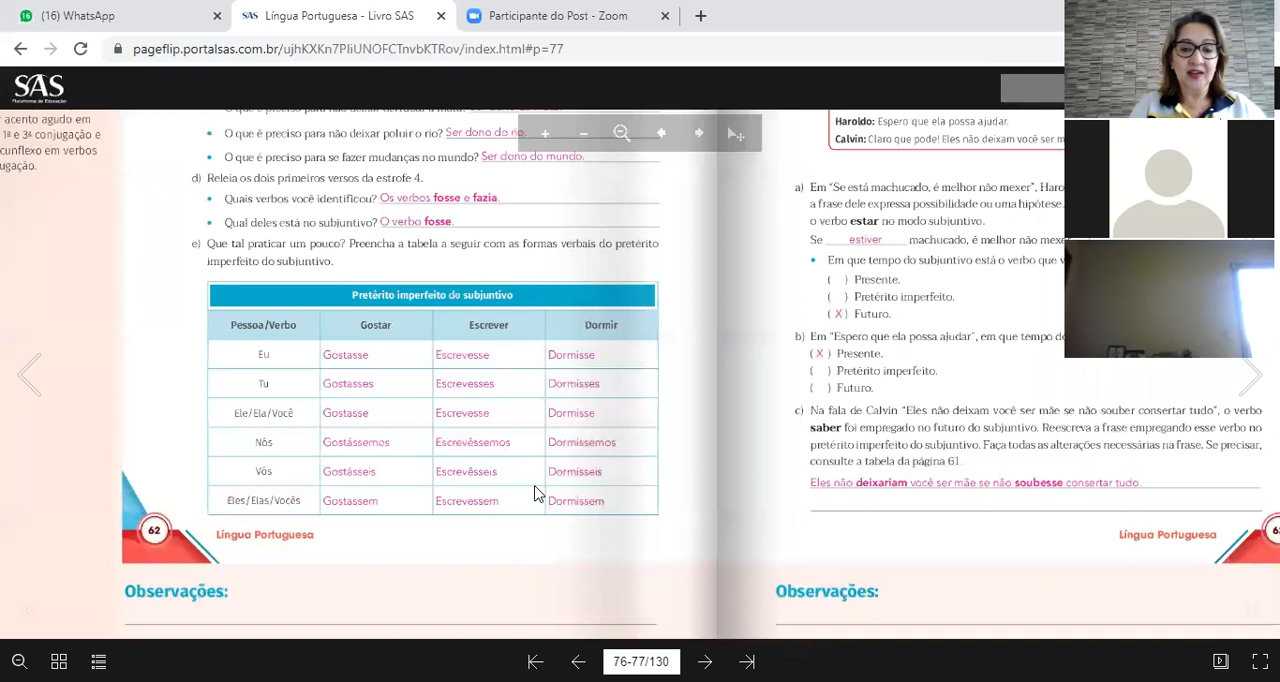 (16) WhatsApp
Língua Portuguesa - Livro SAS
Participante do Post - Zoom
pageflip.portalsas.com.br/ujhKXKn7PIiUNOFCTnvbKTRov/index.html#p=77
SAS
Plataforma de Educação
r acento agudo em
1ª e 3ª conjugação e
cunflexo em verbos
ugação.
• O que é preciso para não deixar poluir o rio? Ser dono do rio.
• O que é preciso para se fazer mudanças no mundo? Ser dono do mundo.
d) Releia os dois primeiros versos da estrofe 4.
• Quais verbos você identificou? Os verbos fosse e fazia.
• Qual deles está no subjuntivo? O verbo fosse.
e) Que tal praticar um pouco? Preencha a tabela a seguir com as formas verbais do pretérito
imperfeito do subjuntivo.
Pretérito imperfeito do subjuntivo
Pessoa/Verbo Gostar Escrever Dormir
Eu Gostasse Escrevesse Dormisse
Tu Gostasses Escrevesses Dormisses
Ele/Ela/Você Gostasse Escrevesse Dormisse
Nós Gostássemos Escrevêssemos Dormíssemos
Vós Gostásseis Escrevêsseis Dormísseis
Eles/Elas/Vocês Gostassem Escrevessem Dormissem
62
Língua Portuguesa
Observações:
Haroldo: Espero que ela possa ajudar.
Calvin: Claro que pode! Eles não deixam você ser m
a) Em “Se está machucado, é melhor não mexer”, Haro
a frase dele expressa possibilidade ou uma hipótese.
o verbo estar no modo subjuntivo.
Se estiver machucado, é melhor não mexe
• Em que tempo do subjuntivo está o verbo que v
( ) Presente.
( ) Pretérito imperfeito.
( X ) Futuro.
b) Em “Espero que ela possa ajudar”, em que tempo do
( X ) Presente.
( ) Pretérito imperfeito.
( ) Futuro.
c) Na fala de Calvin “Eles não deixam você ser mãe se não souber consertar tudo”, o verbo
saber foi empregado no futuro do subjuntivo. Reescreva a frase empregando esse verbo no
pretérito imperfeito do subjuntivo. Faça todas as alterações necessárias na frase. Se precisar,
consulte a tabela da página 61.
Eles não deixariam você ser mãe se não soubesse consertar tudo.
Língua Portuguesa
Observações:
76-77/130